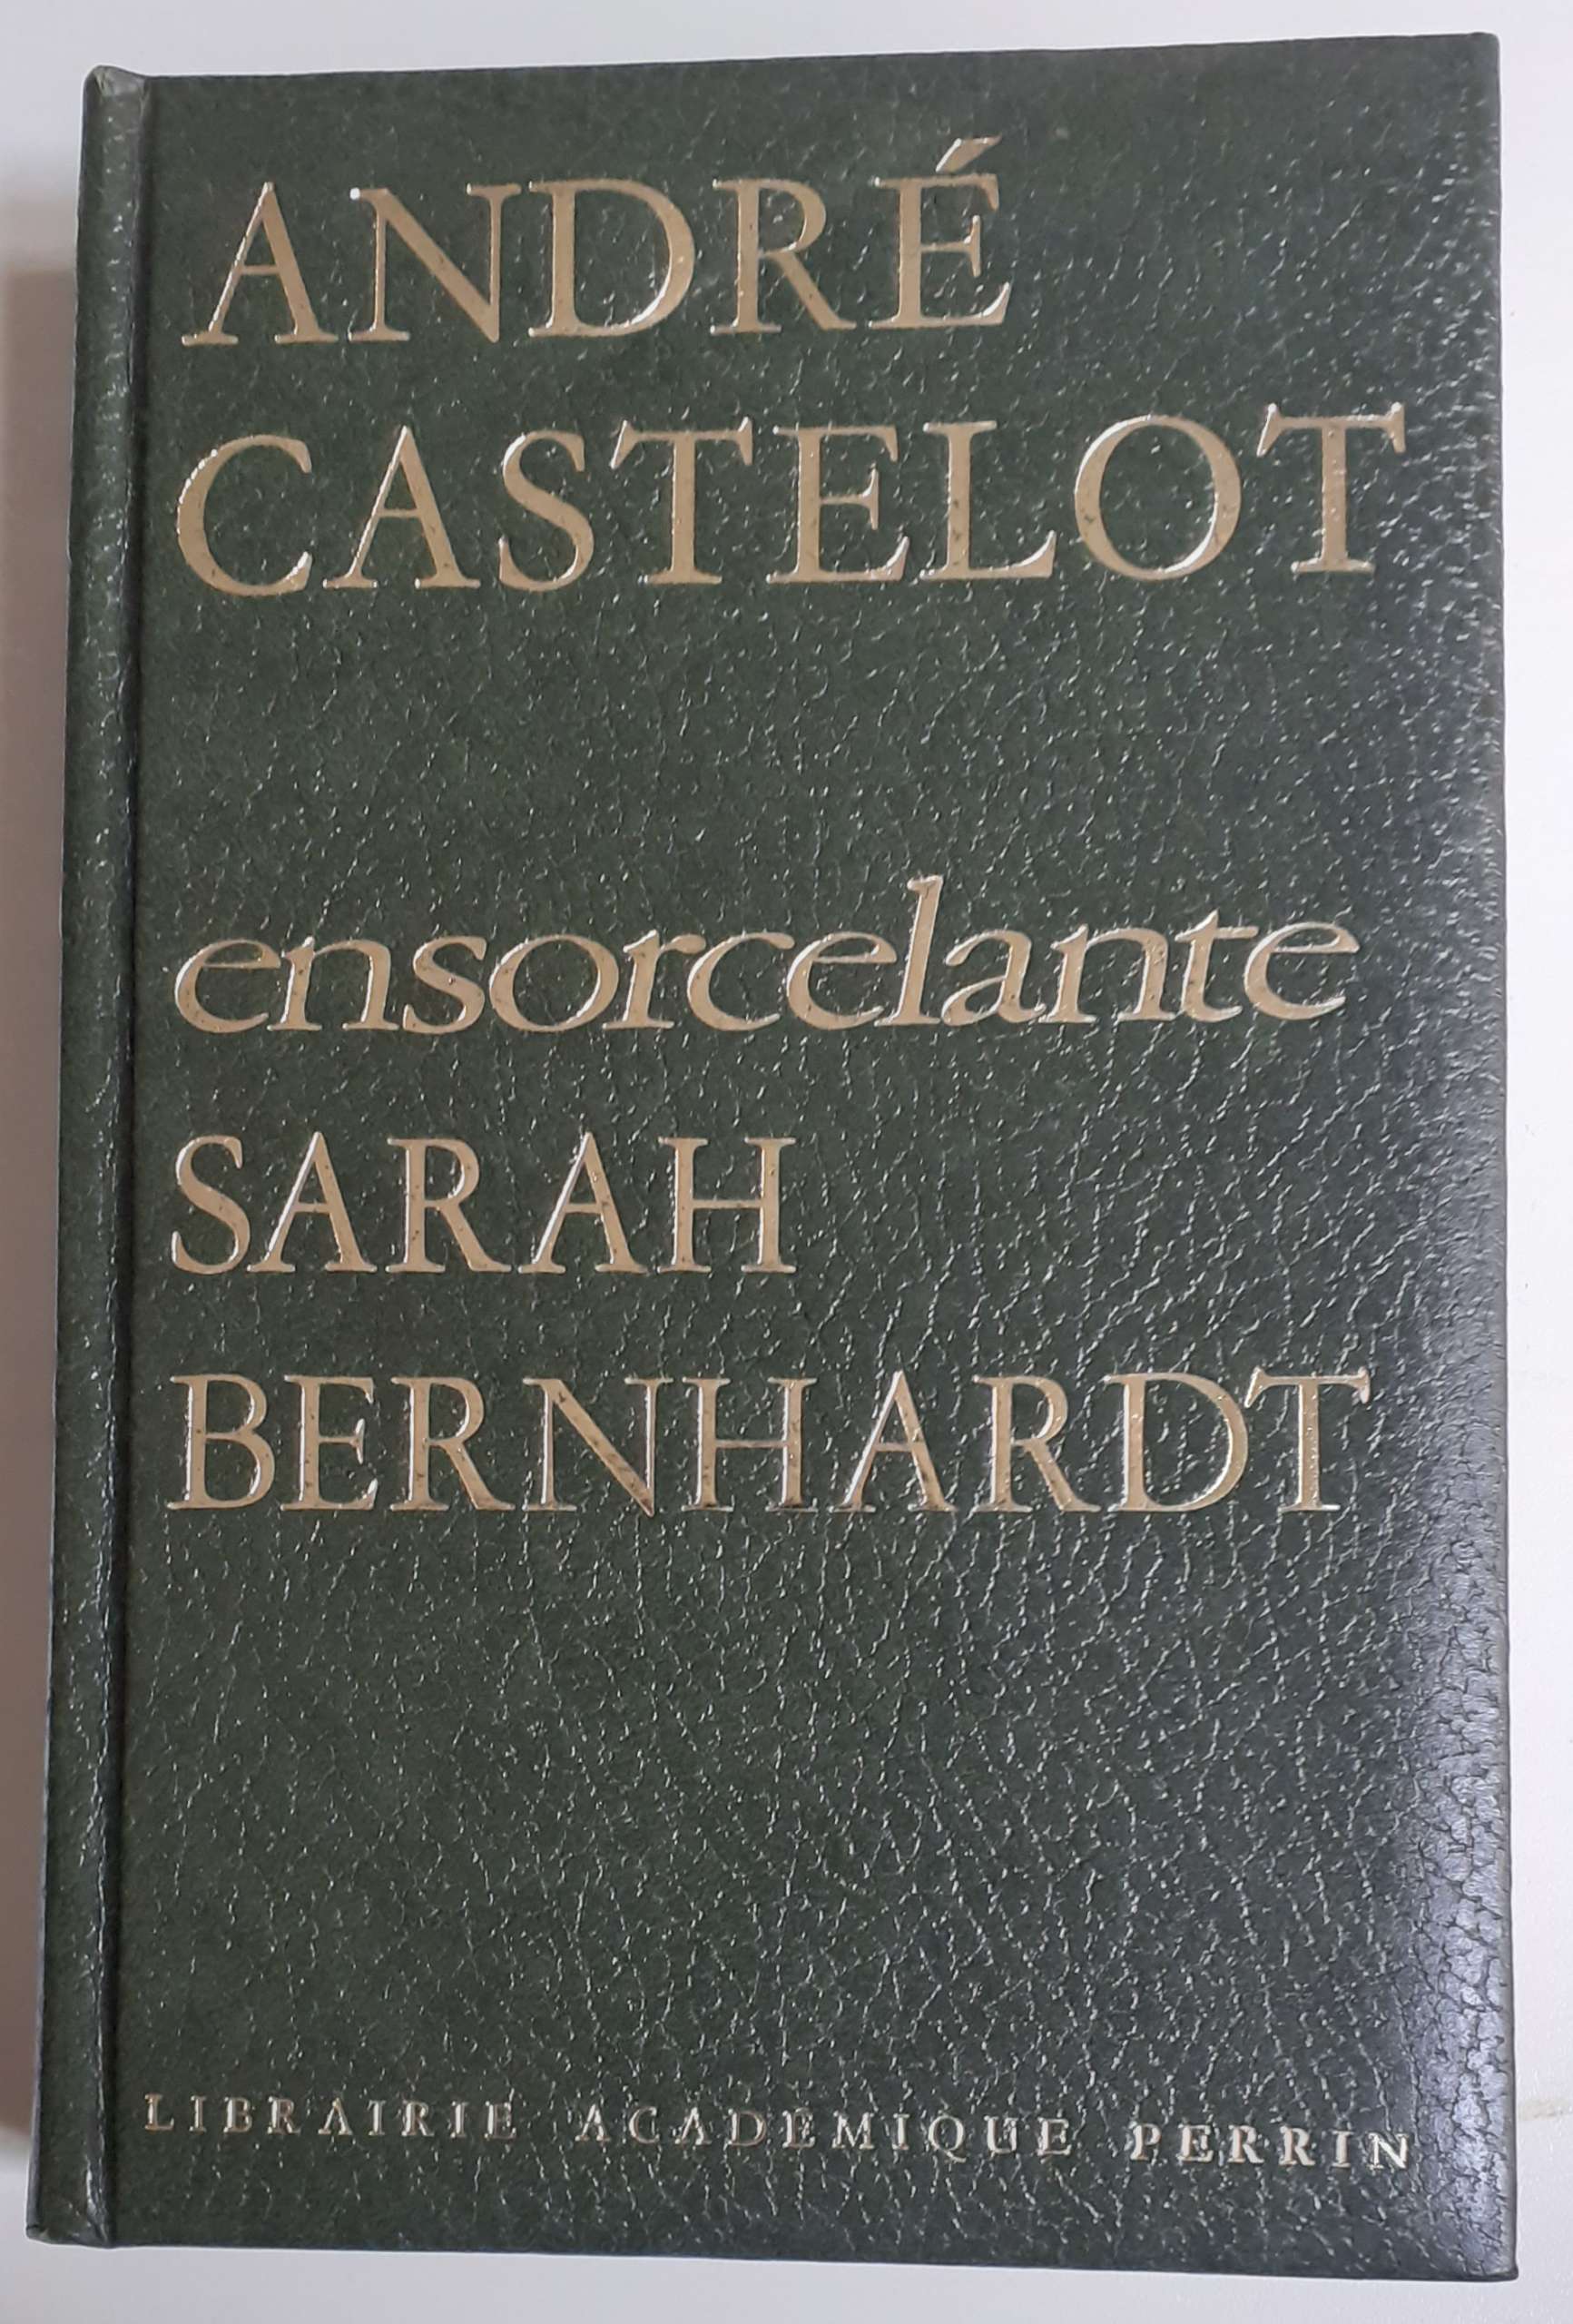 ANDRÉ
CASTELOT
ensorcelante
SARAH
BERNHARDT
LIBRAIRIE ACADÉMIQUE PERRIN